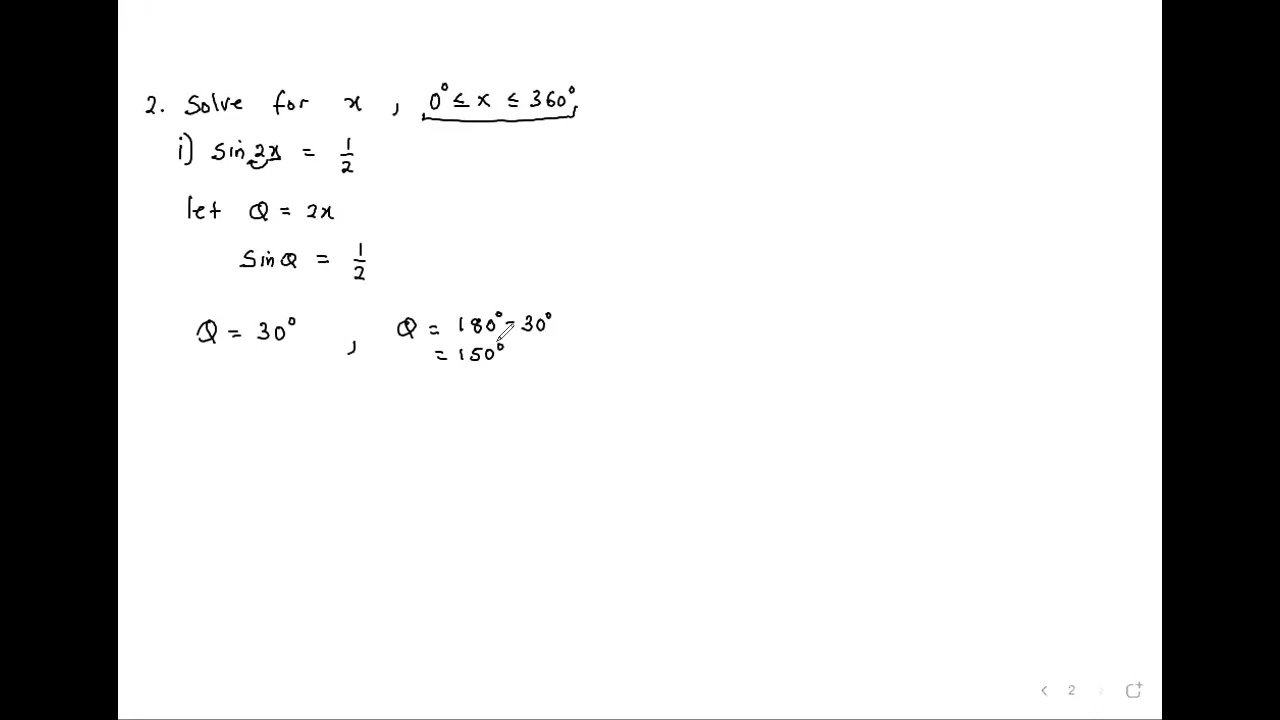 2. Solve for x , 0° ≤ x ≤ 360°
i) sin 2x = 1/2
let Q = 2x
sin Q = 1/2
Q = 30° , Q = 180° - 30°
= 150°
2